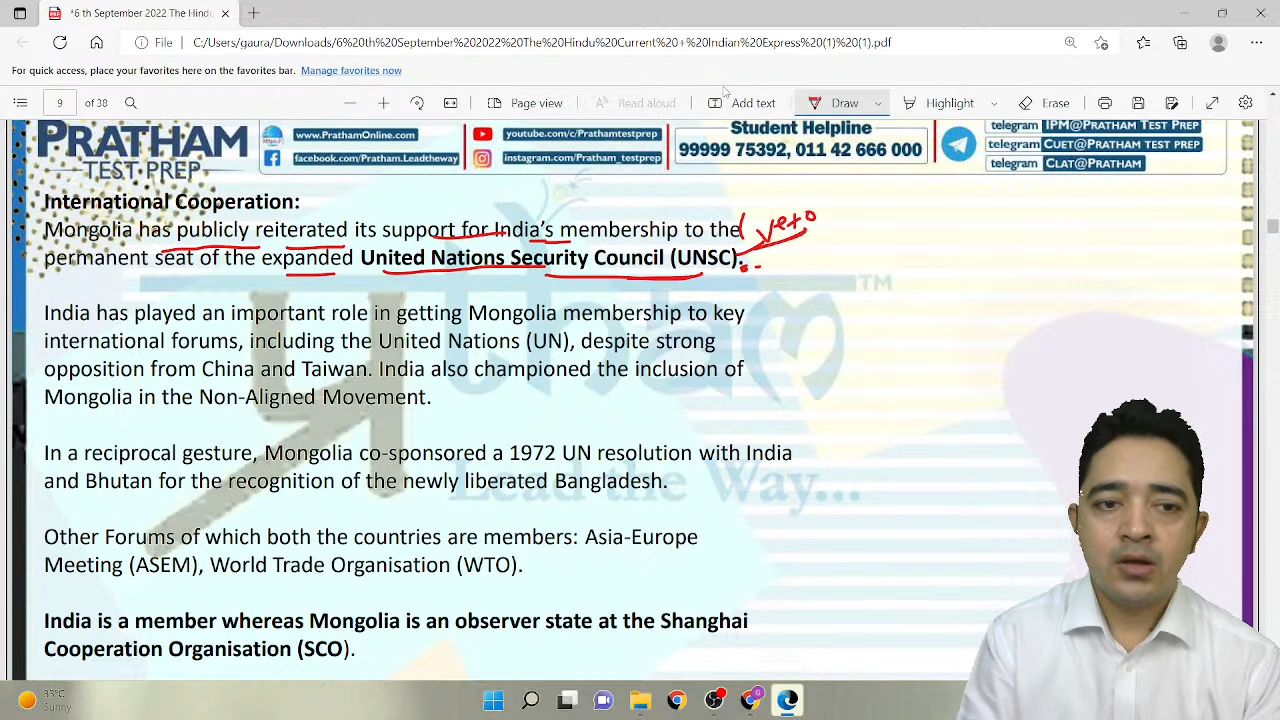 *6 th September 2022 The Hindu
File
C:/Users/gaura/Downloads/6%20th%20September%202022%20The%20Hindu%20Current%20+%20Indian%20Express%20(1)%20(1).pdf
For quick access, place your favorites here on the favorites bar. Manage favorites now
9 of 38
Page view
Read aloud
Add text
Draw
Highlight
Erase
PRATHAM
TEST PREP
www.PrathamOnline.com
facebook.com/Pratham.Leadtheway
youtube.com/c/Prathamtestprep
instagram.com/Pratham_testprep
Student Helpline
99999 75392, 011 42 666 000
telegram IPM@PRATHAM TEST PREP
telegram CUET@PRATHAM TEST PREP
telegram CLAT@PRATHAM
International Cooperation:
Mongolia has publicly reiterated its support for India's membership to the
permanent seat of the expanded United Nations Security Council (UNSC).
veto
TM
India has played an important role in getting Mongolia membership to key
international forums, including the United Nations (UN), despite strong
opposition from China and Taiwan. India also championed the inclusion of
Mongolia in the Non-Aligned Movement.
In a reciprocal gesture, Mongolia co-sponsored a 1972 UN resolution with India
and Bhutan for the recognition of the newly liberated Bangladesh.
Lead the Way...
Other Forums of which both the countries are members: Asia-Europe
Meeting (ASEM), World Trade Organisation (WTO).
India is a member whereas Mongolia is an observer state at the Shanghai
Cooperation Organisation (SCO).
33°C
Sunny